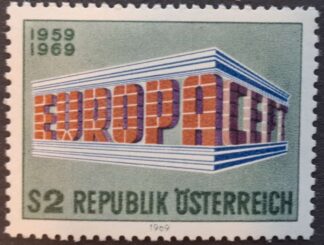 1959
1969
EUROPA CEPT
S2 REPUBLIK ÖSTERREICH
1969